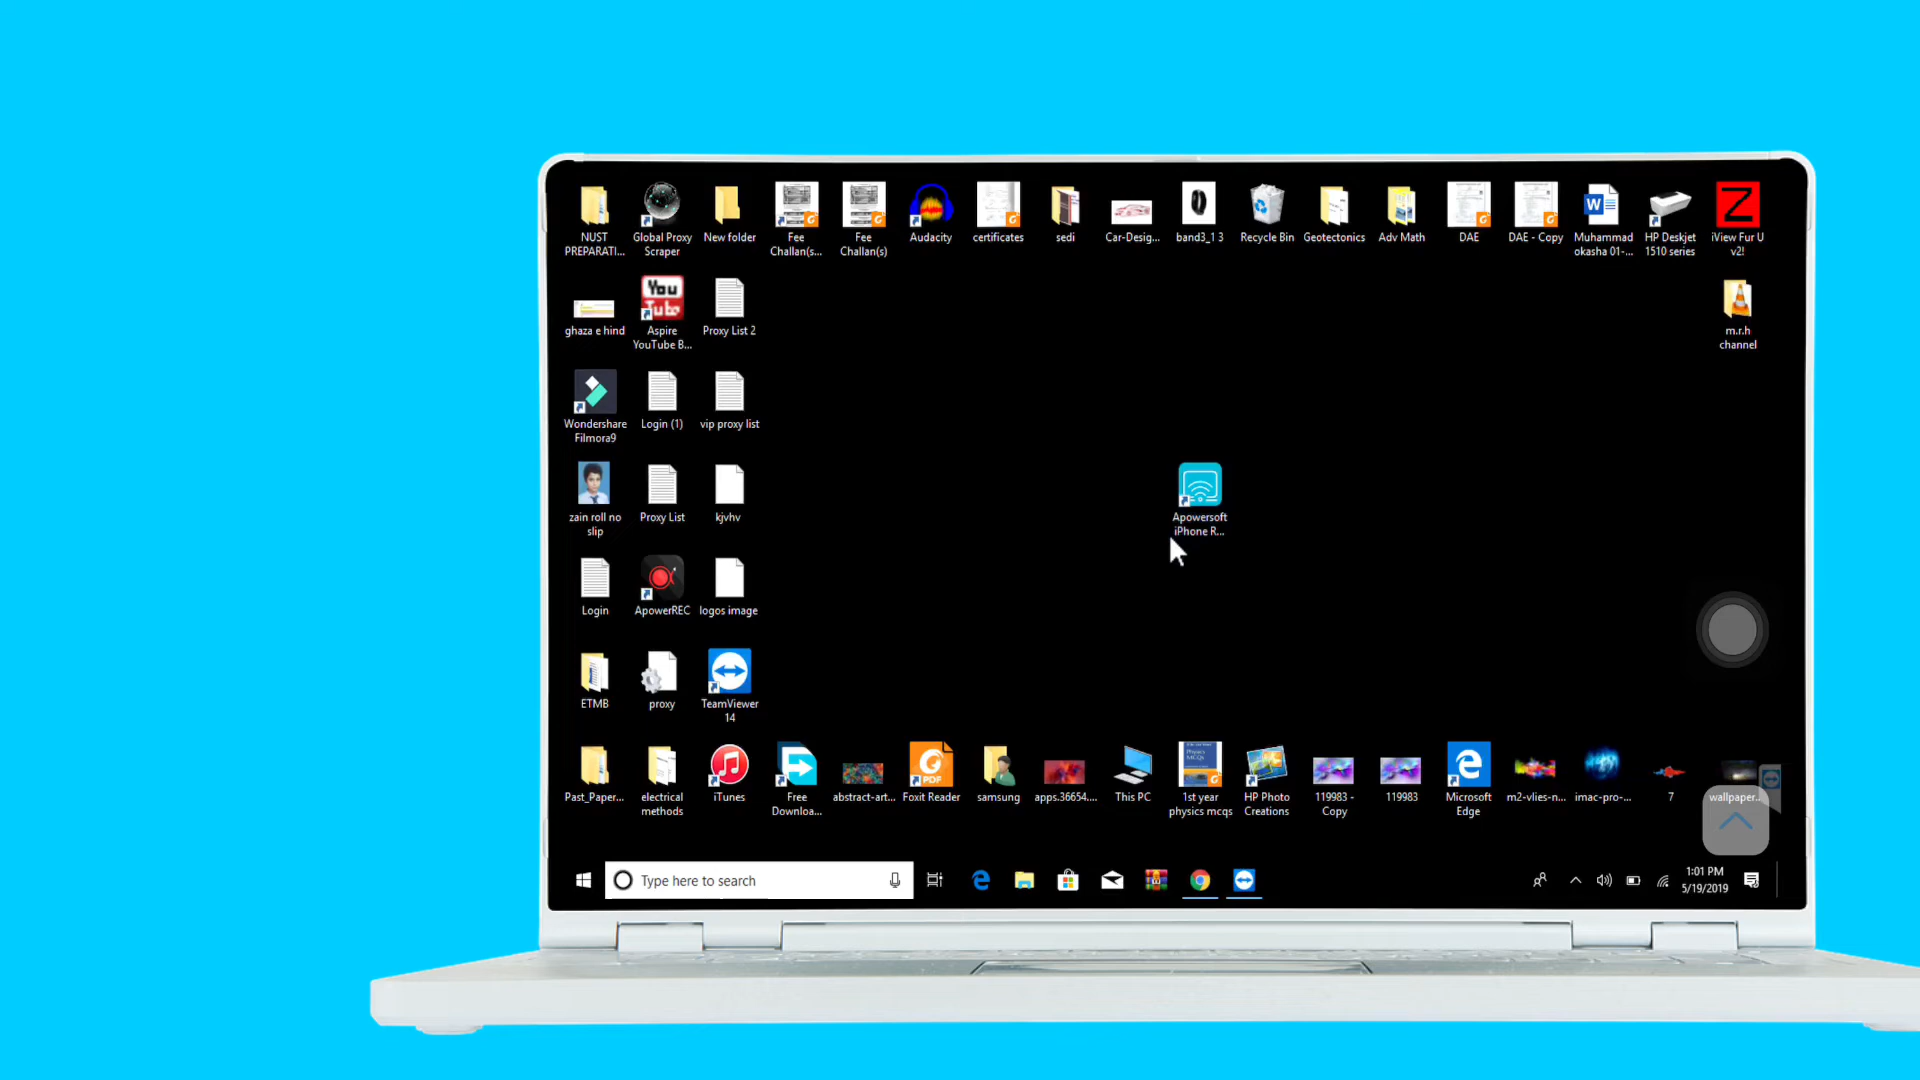 NUST
PREPARATI...
Global Proxy
Scraper
New folder
Fee
Challan(s...
Fee
Challan(s)
Audacity
certificates
sedi
Car-Desig...
band3_1 3
Recycle Bin
Geotectonics
Adv Math
DAE
DAE - Copy
Muhammad
okasha 01-...
HP Deskjet
1510 series
iView Fur U
v2!
ghaza e hind
You
Tube
Aspire
YouTube B...
Proxy List 2
m.r.h
channel
Wondershare
Filmora9
Login (1)
vip proxy list
zain roll no
slip
Proxy List
kjvhv
Apowersoft
iPhone R...
Login
ApowerREC
logos image
ETMB
proxy
TeamViewer
14
Past_Paper...
electrical
methods
iTunes
Free
Downloa...
abstract-art...
PDF
Foxit Reader
samsung
apps.36654....
This PC
Physics
MCQs
1st year
physics mcqs
HP Photo
Creations
119983 -
Copy
119983
Microsoft
Edge
m2-vlies-n...
imac-pro-...
7
wallpaper...
Type here to search
1:01 PM
5/19/2019